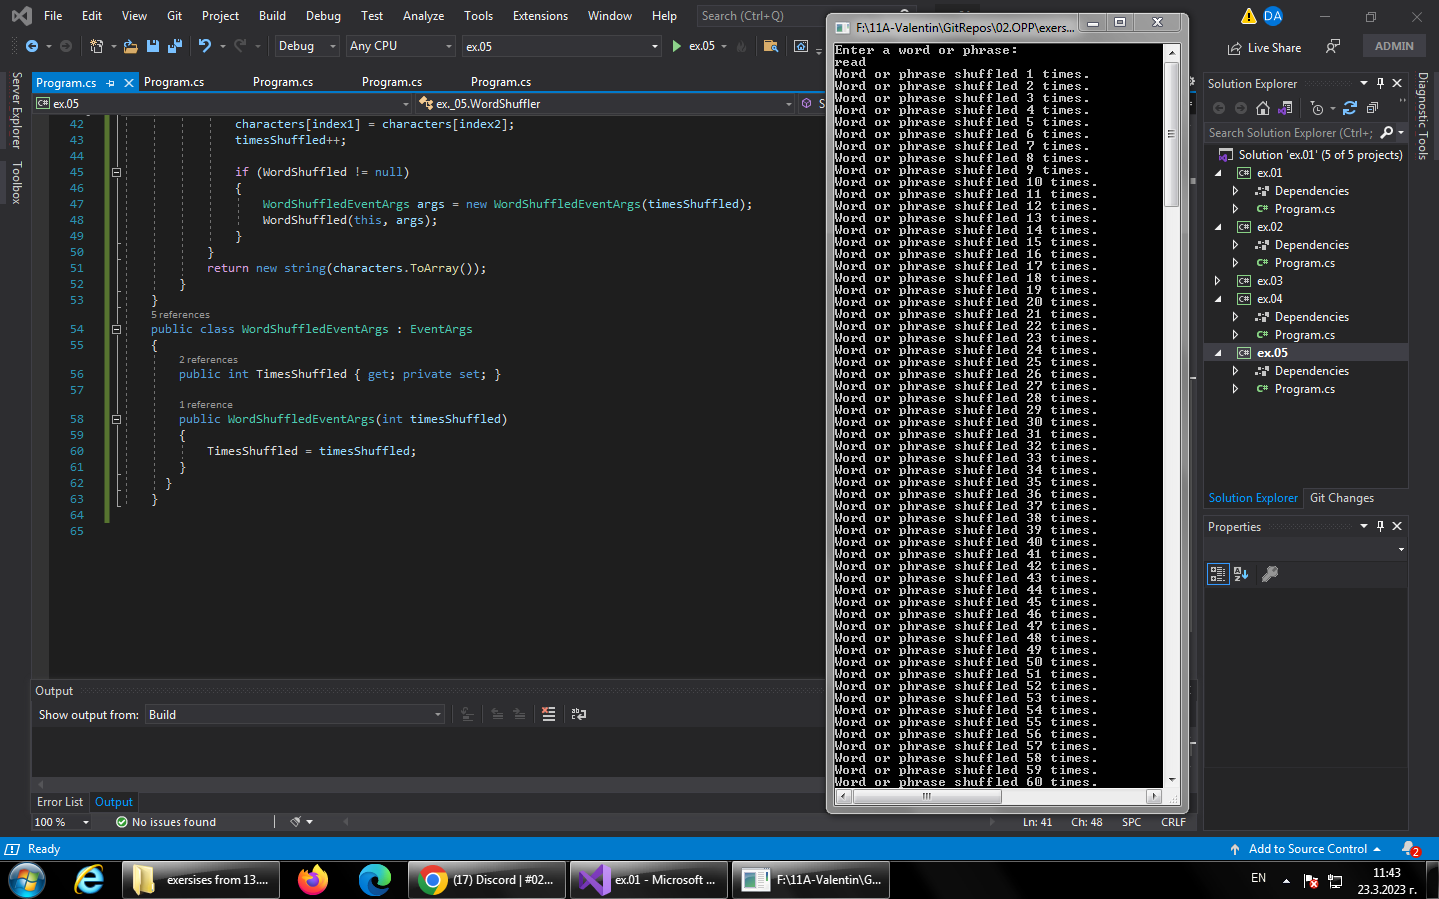 File Edit View Git Project Build Debug Test Analyze Tools Extensions Window Help Search (Ctrl+Q) DA
Debug Any CPU ex.05 ex.05 Live Share ADMIN
Program.cs Program.cs Program.cs Program.cs Program.cs
ex.05 ex._05.WordShuffler S
42 characters[index1] = characters[index2];
43 timesShuffled++;
44
45 if (WordShuffled != null)
46 {
47 WordShuffledEventArgs args = new WordShuffledEventArgs(timesShuffled);
48 WordShuffled(this, args);
49 }
50 }
51 return new string(characters.ToArray());
52 }
53 }
5 references
54 public class WordShuffledEventArgs : EventArgs
55 {
2 references
56 public int TimesShuffled { get; private set; }
57
1 reference
58 public WordShuffledEventArgs(int timesShuffled)
59 {
60 TimesShuffled = timesShuffled;
61 }
62 }
63 }
64
65
Server Explorer
Toolbox
Output
Show output from: Build
Error List Output
100 % No issues found Ln: 41 Ch: 48 SPC CRLF
F:\11A-Valentin\GitRepos\02.OPP\exers...
Enter a word or phrase:
read
Word or phrase shuffled 1 times.
Word or phrase shuffled 2 times.
Word or phrase shuffled 3 times.
Word or phrase shuffled 4 times.
Word or phrase shuffled 5 times.
Word or phrase shuffled 6 times.
Word or phrase shuffled 7 times.
Word or phrase shuffled 8 times.
Word or phrase shuffled 9 times.
Word or phrase shuffled 10 times.
Word or phrase shuffled 11 times.
Word or phrase shuffled 12 times.
Word or phrase shuffled 13 times.
Word or phrase shuffled 14 times.
Word or phrase shuffled 15 times.
Word or phrase shuffled 16 times.
Word or phrase shuffled 17 times.
Word or phrase shuffled 18 times.
Word or phrase shuffled 19 times.
Word or phrase shuffled 20 times.
Word or phrase shuffled 21 times.
Word or phrase shuffled 22 times.
Word or phrase shuffled 23 times.
Word or phrase shuffled 24 times.
Word or phrase shuffled 25 times.
Word or phrase shuffled 26 times.
Word or phrase shuffled 27 times.
Word or phrase shuffled 28 times.
Word or phrase shuffled 29 times.
Word or phrase shuffled 30 times.
Word or phrase shuffled 31 times.
Word or phrase shuffled 32 times.
Word or phrase shuffled 33 times.
Word or phrase shuffled 34 times.
Word or phrase shuffled 35 times.
Word or phrase shuffled 36 times.
Word or phrase shuffled 37 times.
Word or phrase shuffled 38 times.
Word or phrase shuffled 39 times.
Word or phrase shuffled 40 times.
Word or phrase shuffled 41 times.
Word or phrase shuffled 42 times.
Word or phrase shuffled 43 times.
Word or phrase shuffled 44 times.
Word or phrase shuffled 45 times.
Word or phrase shuffled 46 times.
Word or phrase shuffled 47 times.
Word or phrase shuffled 48 times.
Word or phrase shuffled 49 times.
Word or phrase shuffled 50 times.
Word or phrase shuffled 51 times.
Word or phrase shuffled 52 times.
Word or phrase shuffled 53 times.
Word or phrase shuffled 54 times.
Word or phrase shuffled 55 times.
Word or phrase shuffled 56 times.
Word or phrase shuffled 57 times.
Word or phrase shuffled 58 times.
Word or phrase shuffled 59 times.
Word or phrase shuffled 60 times.
Solution Explorer
Search Solution Explorer (Ctrl+;
Solution 'ex.01' (5 of 5 projects)
C# ex.01
Dependencies
C# Program.cs
C# ex.02
Dependencies
C# Program.cs
C# ex.03
C# ex.04
Dependencies
C# Program.cs
C# ex.05
Dependencies
C# Program.cs
Solution Explorer Git Changes
Properties
Diagnostic Tools
Ready Add to Source Control 2
exersises from 13.... (17) Discord | #02... ex.01 - Microsoft ... F:\11A-Valentin\G... EN 11:43
23.3.2023 г.